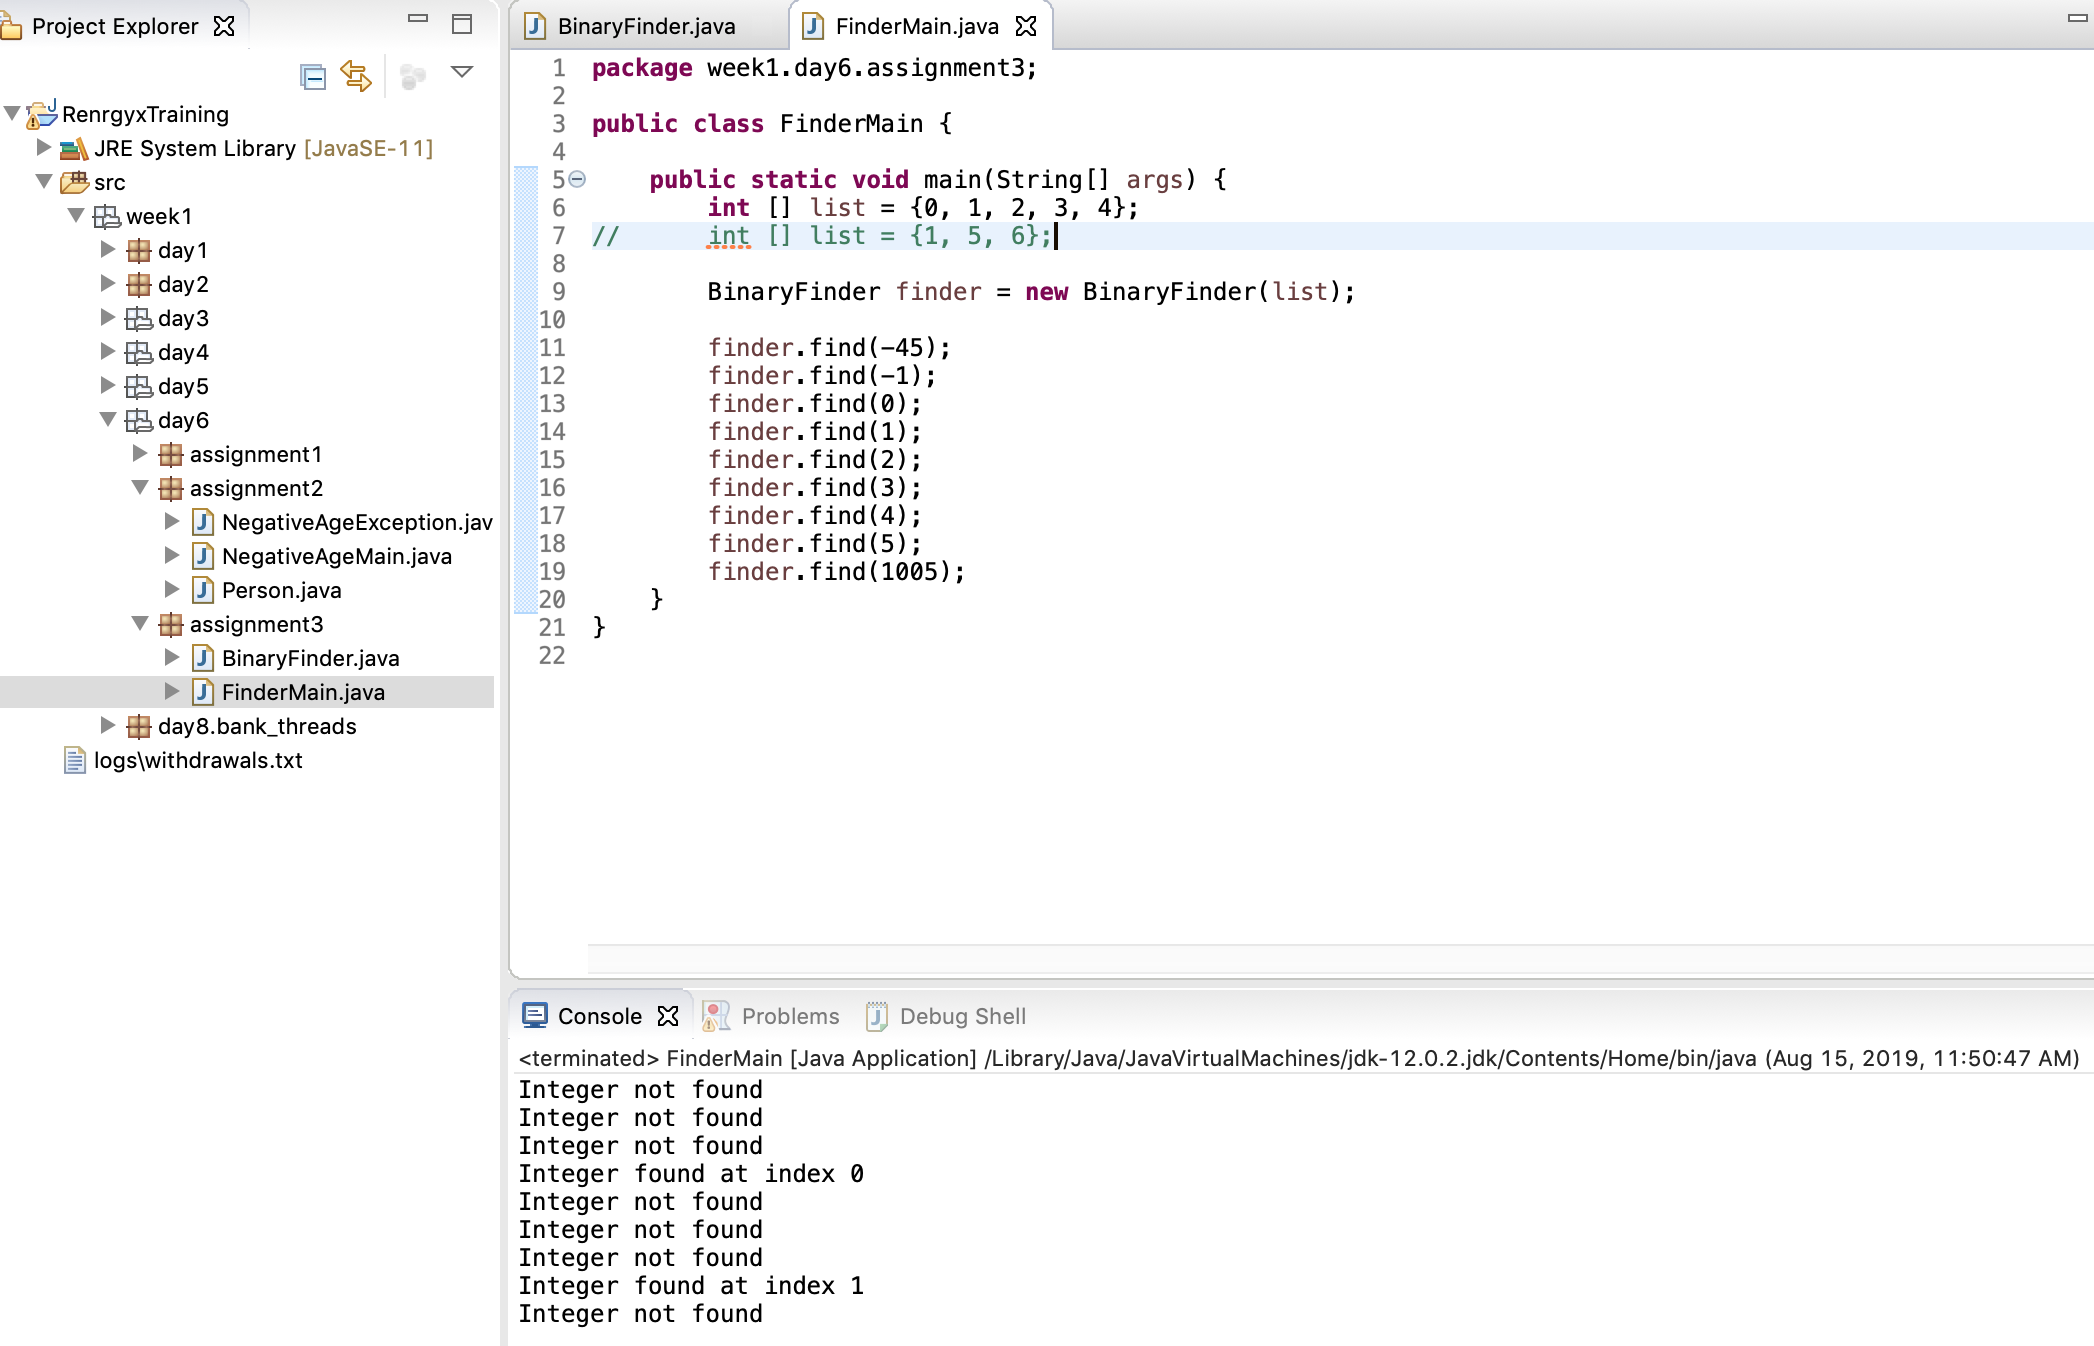 Project Explorer
RenrgyxTraining
JRE System Library [JavaSE-11]
src
week1
day1
day2
day3
day4
day5
day6
assignment1
assignment2
NegativeAgeException.jav
NegativeAgeMain.java
Person.java
assignment3
BinaryFinder.java
FinderMain.java
day8.bank_threads
logs\withdrawals.txt
BinaryFinder.java
FinderMain.java
1 package week1.day6.assignment3;
2
3 public class FinderMain {
4
5 public static void main(String[] args) {
6 int [] list = {0, 1, 2, 3, 4};
7 // int [] list = {1, 5, 6};
8
9 BinaryFinder finder = new BinaryFinder(list);
10
11 finder.find(-45);
12 finder.find(-1);
13 finder.find(0);
14 finder.find(1);
15 finder.find(2);
16 finder.find(3);
17 finder.find(4);
18 finder.find(5);
19 finder.find(1005);
20 }
21 }
22
Console Problems Debug Shell
<terminated> FinderMain [Java Application] /Library/Java/JavaVirtualMachines/jdk-12.0.2.jdk/Contents/Home/bin/java (Aug 15, 2019, 11:50:47 AM)
Integer not found
Integer not found
Integer not found
Integer found at index 0
Integer not found
Integer not found
Integer not found
Integer found at index 1
Integer not found